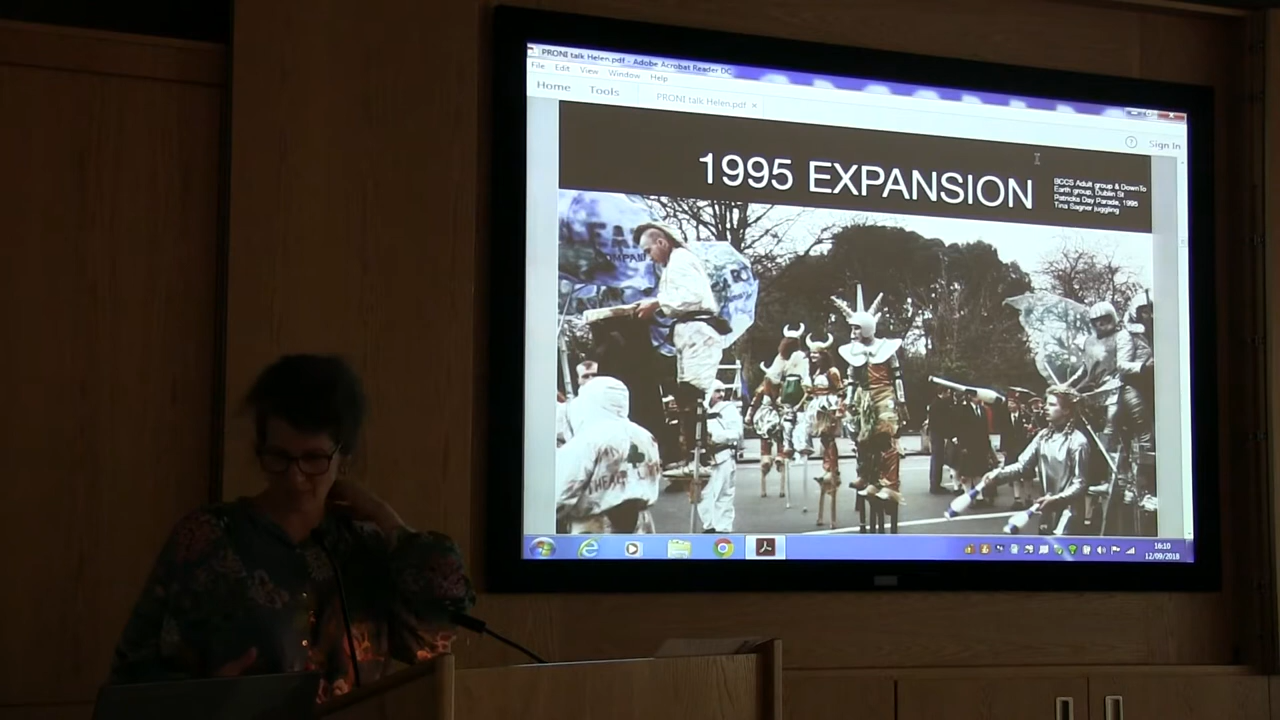 PRONI talk Helen.pdf - Adobe Acrobat Reader DC
File Edit View Window Help
Home Tools PRONI talk Helen.pdf ×
? Sign In
1995 EXPANSION
BCCS Adult group & DownTo
Earth group, Dublin St
Patricks Day Parade, 1995
Tina Segner juggling
THEATRE
16:10
12/09/2018